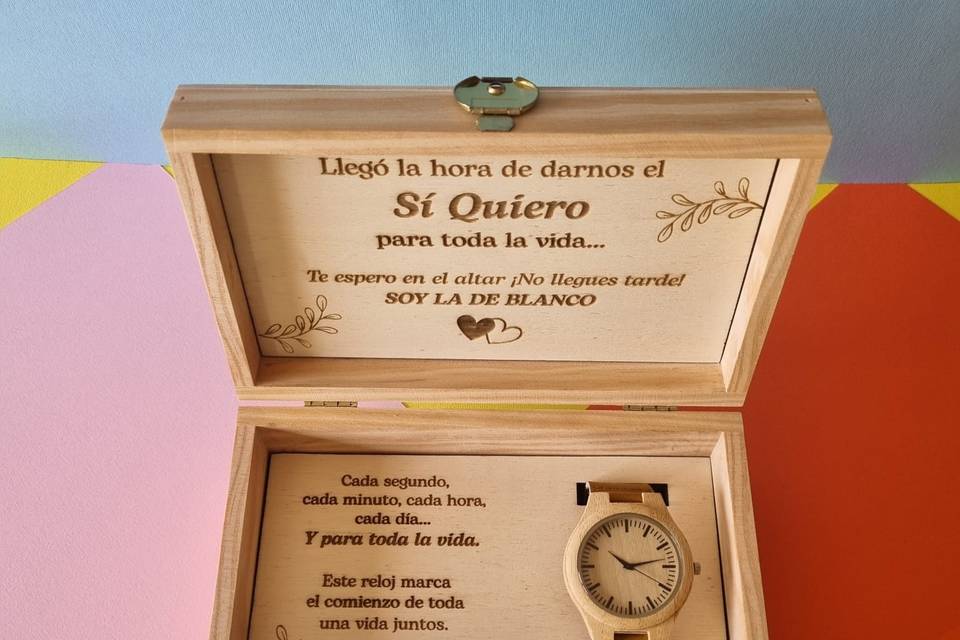 Llegó la hora de darnos el
Sí Quiero
para toda la vida...
Te espero en el altar ¡No llegues tarde!
SOY LA DE BLANCO
Cada segundo,
cada minuto, cada hora,
cada día...
Y para toda la vida.
Este reloj marca
el comienzo de toda
una vida juntos.